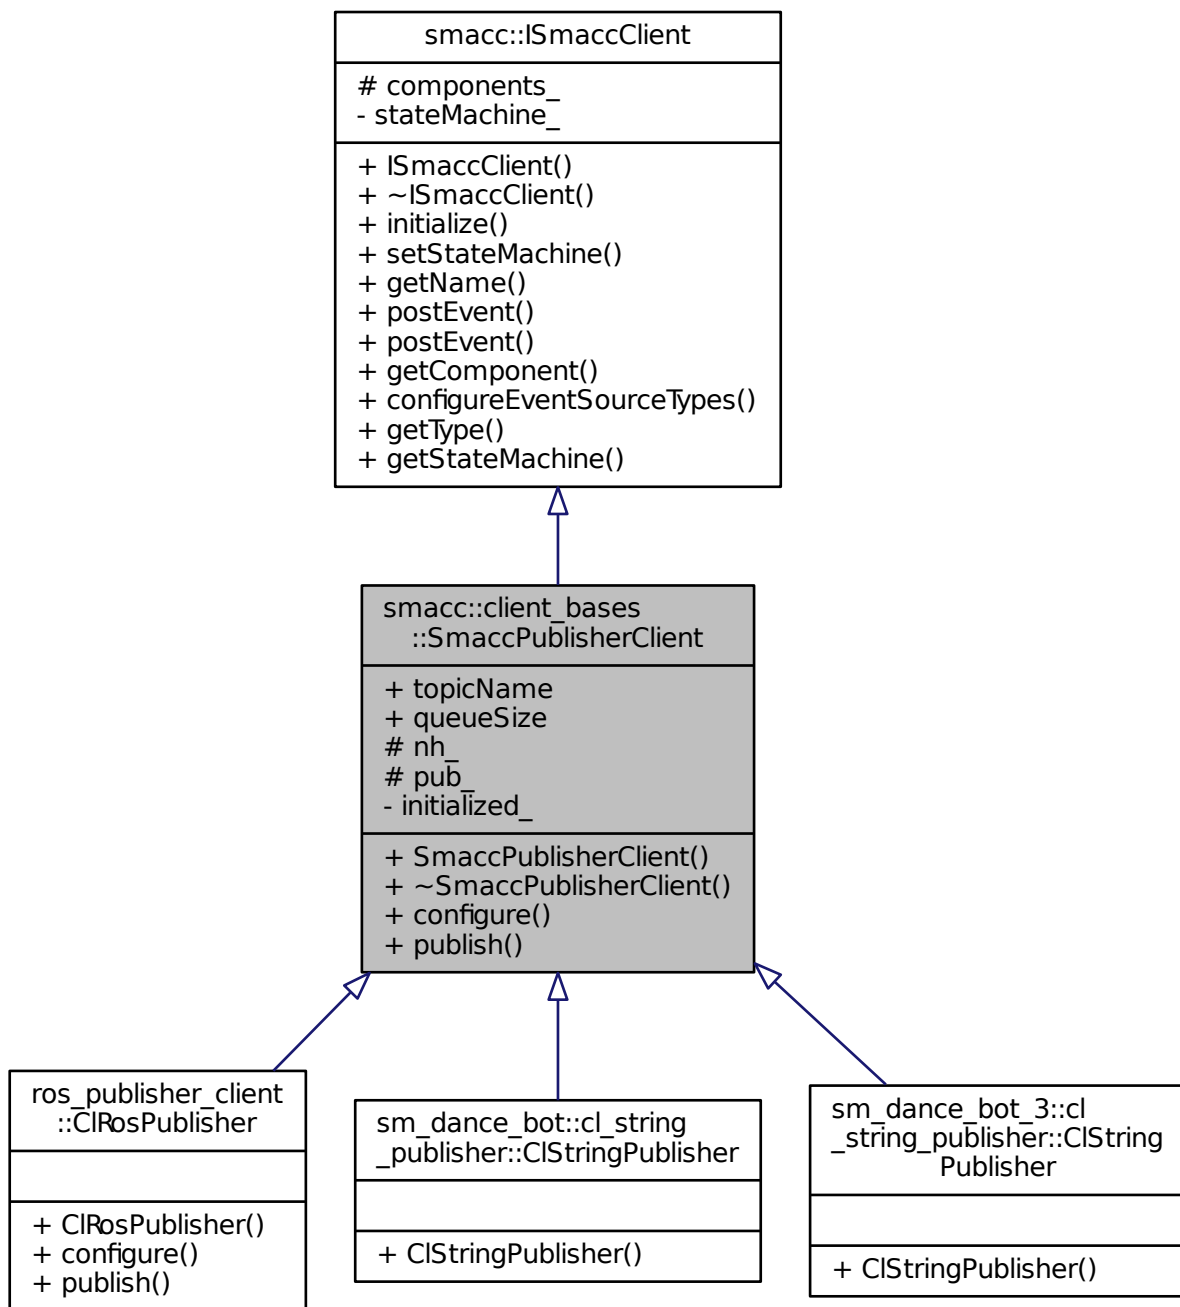 smacc::ISmaccClient
# components_
- stateMachine_
+ ISmaccClient()
+ ~ISmaccClient()
+ initialize()
+ setStateMachine()
+ getName()
+ postEvent()
+ postEvent()
+ getComponent()
+ configureEventSourceTypes()
+ getType()
+ getStateMachine()
smacc::client_bases
::SmaccPublisherClient
+ topicName
+ queueSize
# nh_
# pub_
- initialized_
+ SmaccPublisherClient()
+ ~SmaccPublisherClient()
+ configure()
+ publish()
ros_publisher_client
::ClRosPublisher
+ ClRosPublisher()
+ configure()
+ publish()
sm_dance_bot::cl_string
_publisher::ClStringPublisher
+ ClStringPublisher()
sm_dance_bot_3::cl
_string_publisher::ClString
Publisher
+ ClStringPublisher()